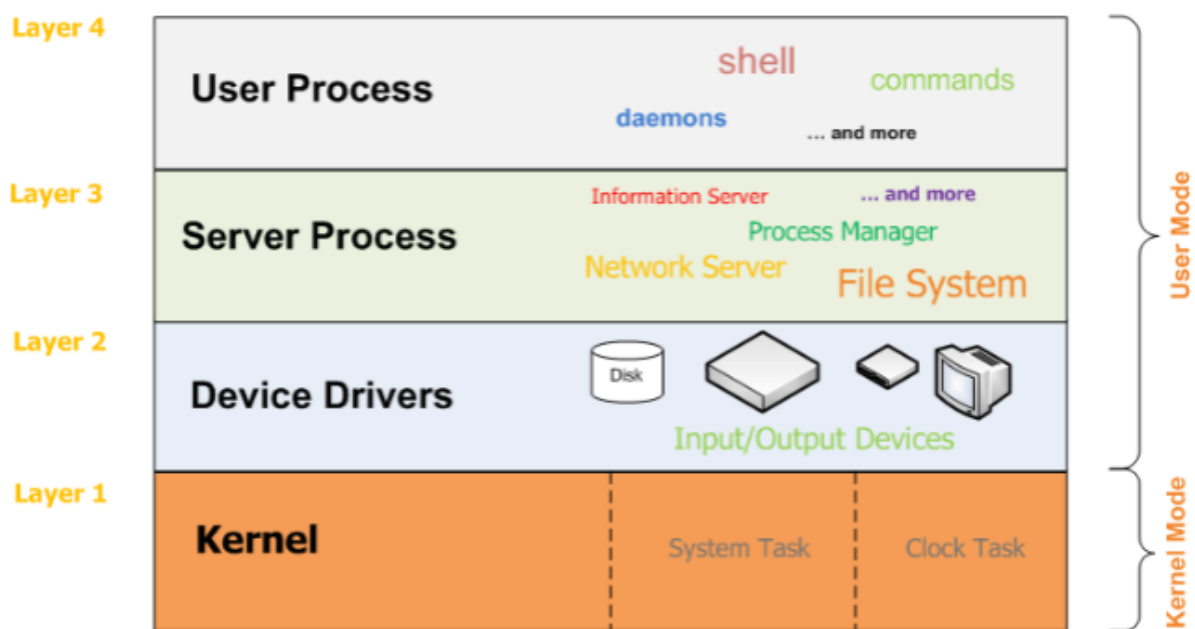 Layer 4
User Process
shell
commands
daemons
... and more
Layer 3
Server Process
Information Server
... and more
Process Manager
Network Server
File System
Layer 2
Device Drivers
Disk
Input/Output Devices
User Mode
Layer 1
Kernel
System Task
Clock Task
Kernel Mode